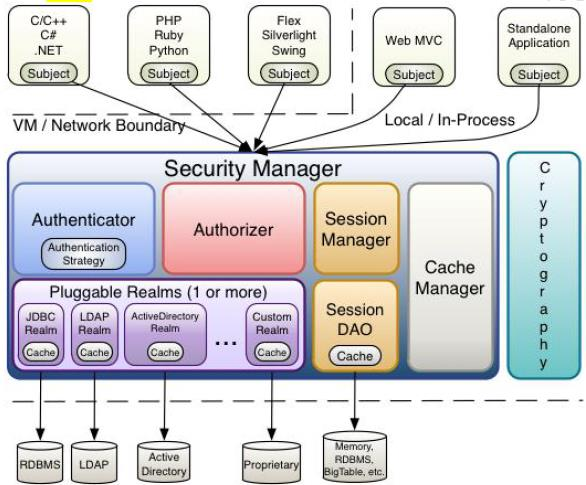 C/C++
C#
.NET
Subject
PHP
Ruby
Python
Subject
Flex
Silverlight
Swing
Subject
Web MVC
Subject
Standalone
Application
Subject
VM / Network Boundary
Local / In-Process
Security Manager
Authenticator
Authentication
Strategy
Authorizer
Session
Manager
Cache
Manager
Cryptography
Pluggable Realms (1 or more)
JDBC
Realm
Cache
LDAP
Realm
Cache
ActiveDirectory
Realm
Cache
...
Custom
Realm
Cache
Session
DAO
Cache
RDBMS
LDAP
Active
Directory
Proprietary
Memory,
RDBMS,
BigTable, etc.